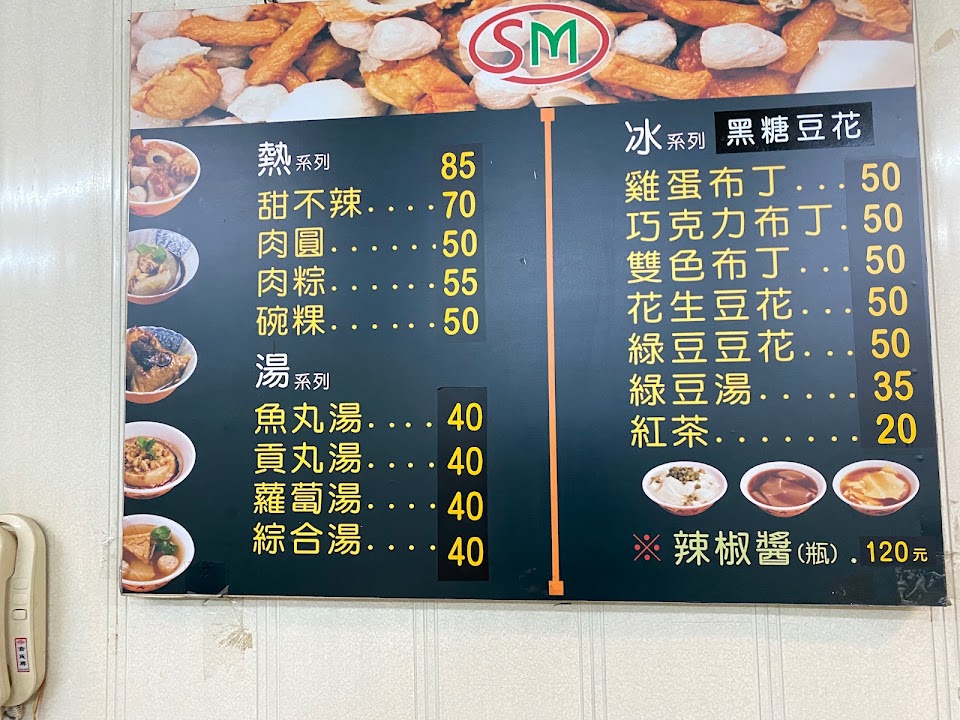 SM
熱系列 85
甜不辣....70
肉圓......50
肉粽......55
碗粿......50
湯系列
魚丸湯....40
貢丸湯....40
蘿蔔湯....40
綜合湯....40
冰系列 黑糖豆花
雞蛋布丁...50
巧克力布丁.50
雙色布丁...50
花生豆花...50
綠豆豆花...50
綠豆湯.....35
紅茶.......20
※辣椒醬(瓶).120元